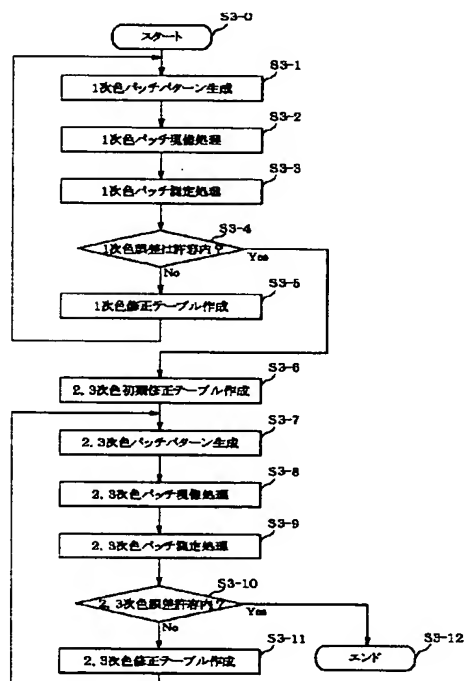 S3-0
スタート
S3-1
1次色パッチパターン生成
S3-2
1次色パッチ現像処理
S3-3
1次色パッチ測定処理
S3-4
1次色誤差は許容内?
Yes
No
S3-5
1次色修正テーブル作成
S3-6
2,3次色初期修正テーブル作成
S3-7
2,3次色パッチパターン生成
S3-8
2,3次色パッチ現像処理
S3-9
2,3次色パッチ測定処理
S3-10
2,3次色誤差許容内?
Yes
No
S3-11
2,3次色修正テーブル作成
S3-12
エンド